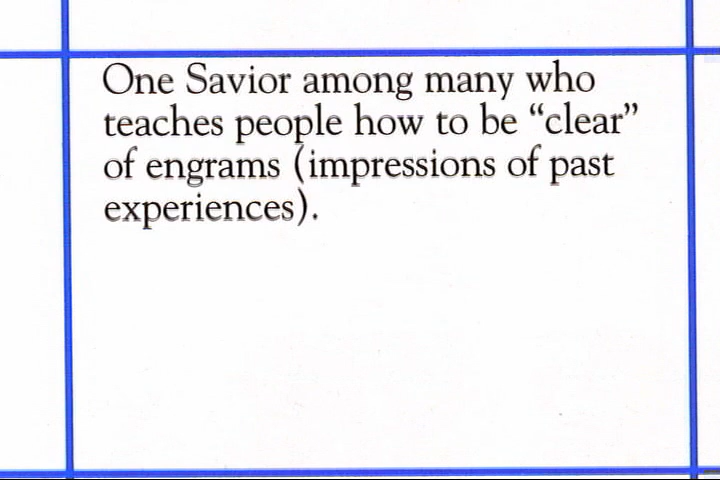 One Savior among many who
teaches people how to be “clear”
of engrams (impressions of past
experiences).